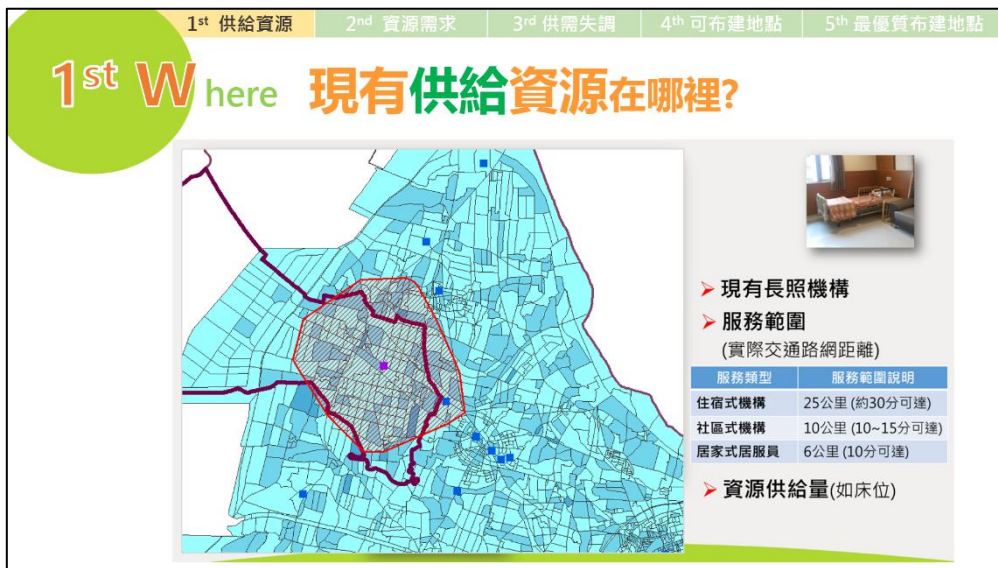 1st 供給資源 2nd 資源需求 3rd 供需失調 4th 可布建地點 5th 最優質布建地點
1st Where 現有供給資源在哪裡?
➢ 現有長照機構
➢ 服務範圍
(實際交通路網距離)
服務類型 服務範圍說明
住宿式機構 25公里 (約30分可達)
社區式機構 10公里 (10~15分可達)
居家式居服員 6公里 (10分可達)
➢ 資源供給量(如床位)